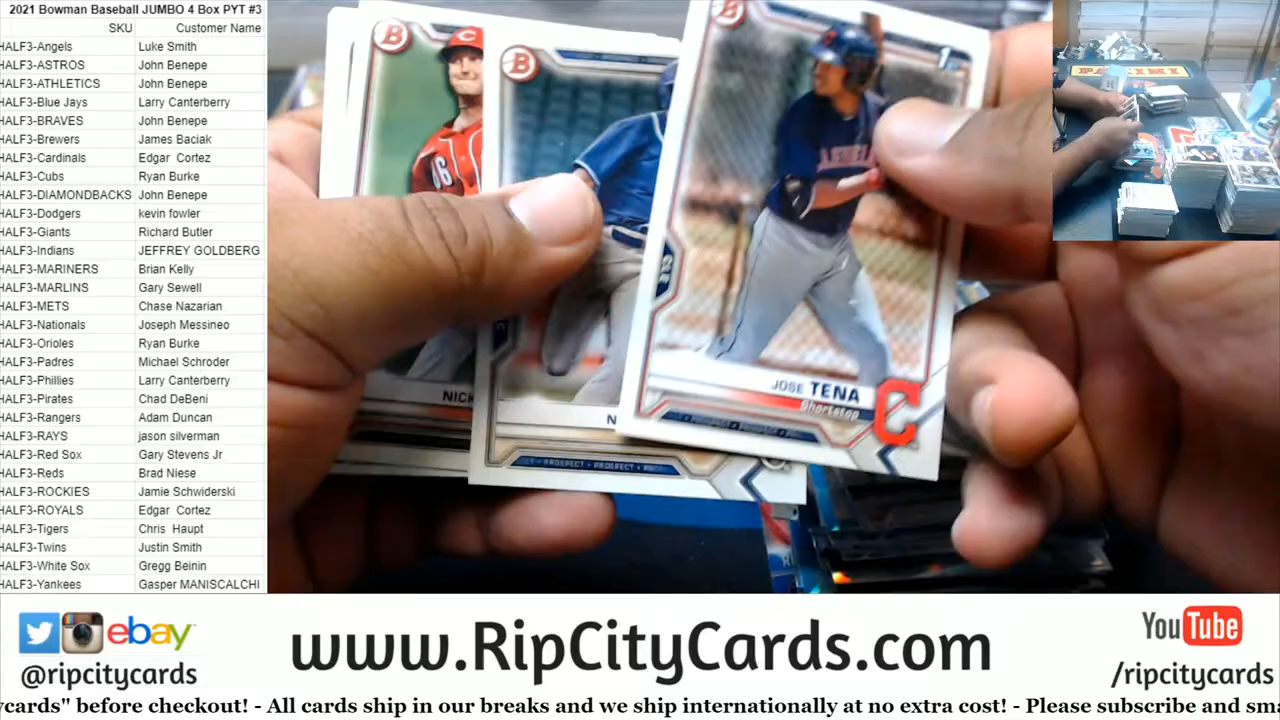 2021 Bowman Baseball JUMBO 4 Box PYT #3
SKU Customer Name
HALF3-Angels Luke Smith
HALF3-ASTROS John Benepe
HALF3-ATHLETICS John Benepe
HALF3-Blue Jays Larry Canterberry
HALF3-BRAVES John Benepe
HALF3-Brewers James Baciak
HALF3-Cardinals Edgar Cortez
HALF3-Cubs Ryan Burke
HALF3-DIAMONDBACKS John Benepe
HALF3-Dodgers kevin fowler
HALF3-Giants Richard Butler
HALF3-Indians JEFFREY GOLDBERG
HALF3-MARINERS Brian Kelly
HALF3-MARLINS Gary Sewell
HALF3-METS Chase Nazarian
HALF3-Nationals Joseph Messineo
HALF3-Orioles Ryan Burke
HALF3-Padres Michael Schroder
HALF3-Phillies Larry Canterberry
HALF3-Pirates Chad DeBeni
HALF3-Rangers Adam Duncan
HALF3-RAYS jason silverman
HALF3-Red Sox Gary Stevens Jr
HALF3-Reds Brad Niese
HALF3-ROCKIES Jamie Schwiderski
HALF3-ROYALS Edgar Cortez
HALF3-Tigers Chris Haupt
HALF3-Twins Justin Smith
HALF3-White Sox Gregg Beinin
HALF3-Yankees Gasper MANISCALCHI
B
B
B
1st
C
06
PANINI
NICK
N
PROSPECT • PROSPECT
JOSE TENA
Shortstop
C
ebay
@ripcitycards
www.RipCityCards.com
YouTube
/ripcitycards
ycards" before checkout! - All cards ship in our breaks and we ship internationally at no extra cost! - Please subscribe and sma